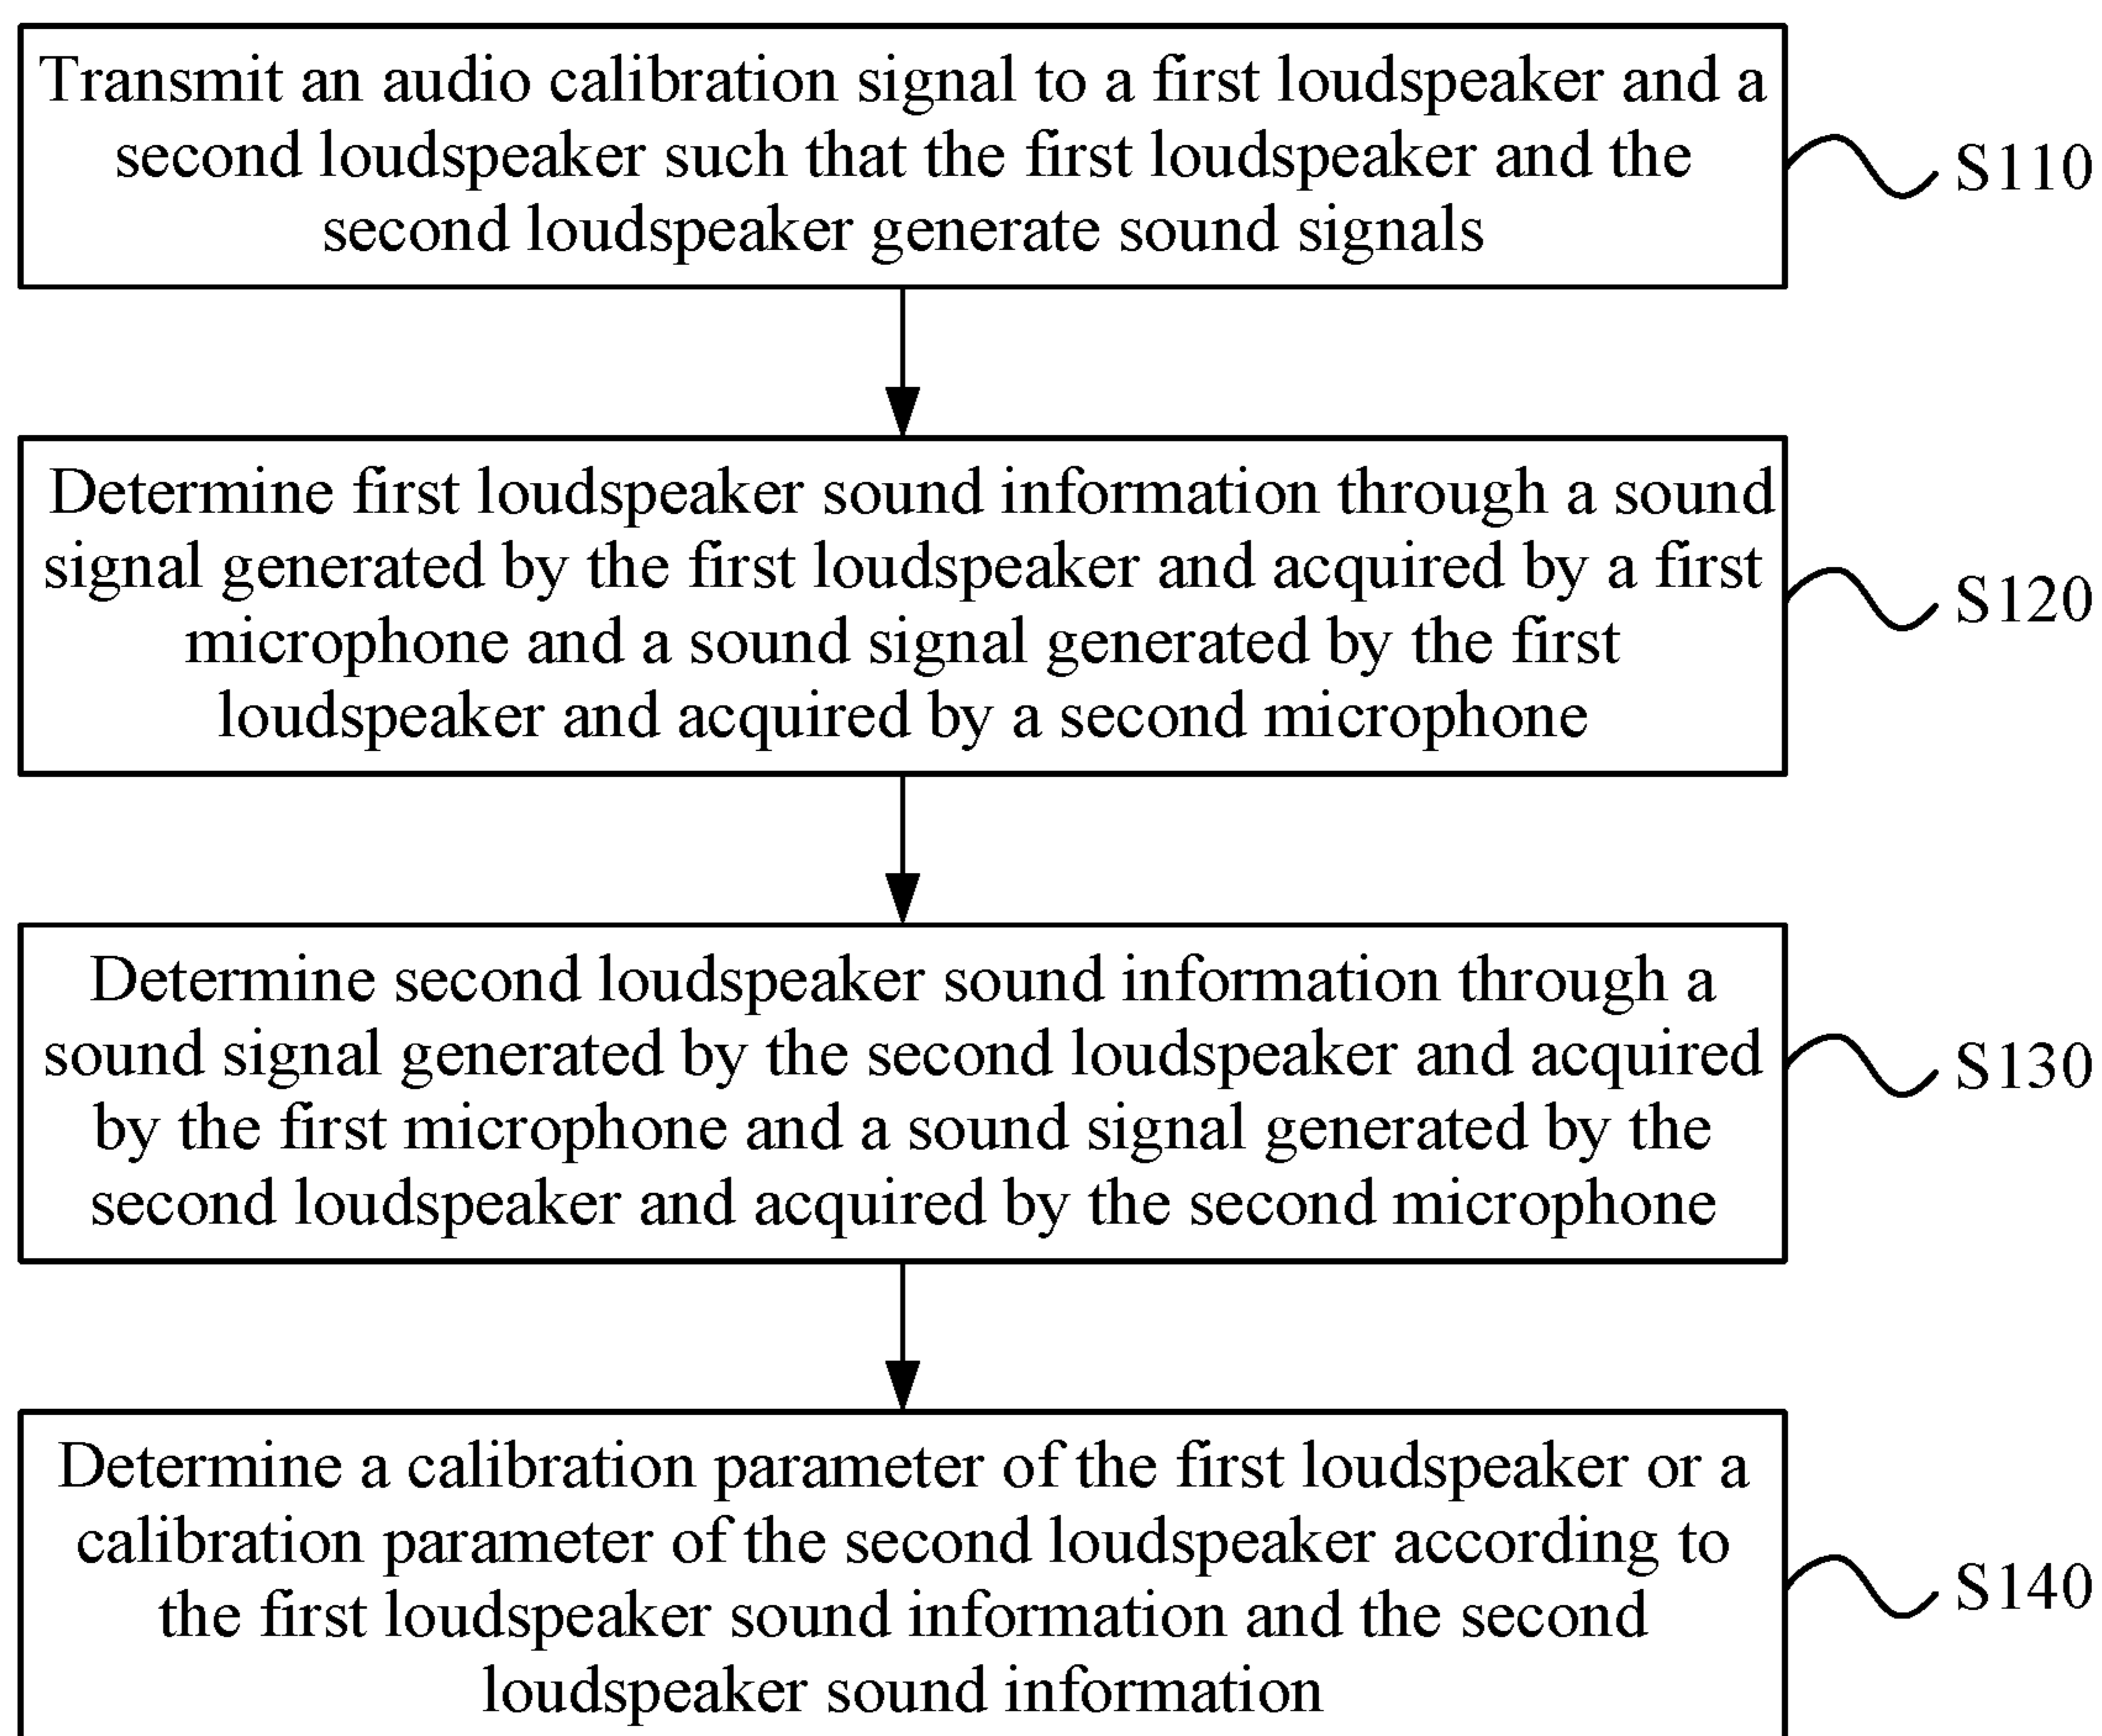 Transmit an audio calibration signal to a first loudspeaker and a
second loudspeaker such that the first loudspeaker and the
second loudspeaker generate sound signals
S110
Determine first loudspeaker sound information through a sound
signal generated by the first loudspeaker and acquired by a first
microphone and a sound signal generated by the first
loudspeaker and acquired by a second microphone
S120
Determine second loudspeaker sound information through a
sound signal generated by the second loudspeaker and acquired
by the first microphone and a sound signal generated by the
second loudspeaker and acquired by the second microphone
S130
Determine a calibration parameter of the first loudspeaker or a
calibration parameter of the second loudspeaker according to
the first loudspeaker sound information and the second
loudspeaker sound information
S140